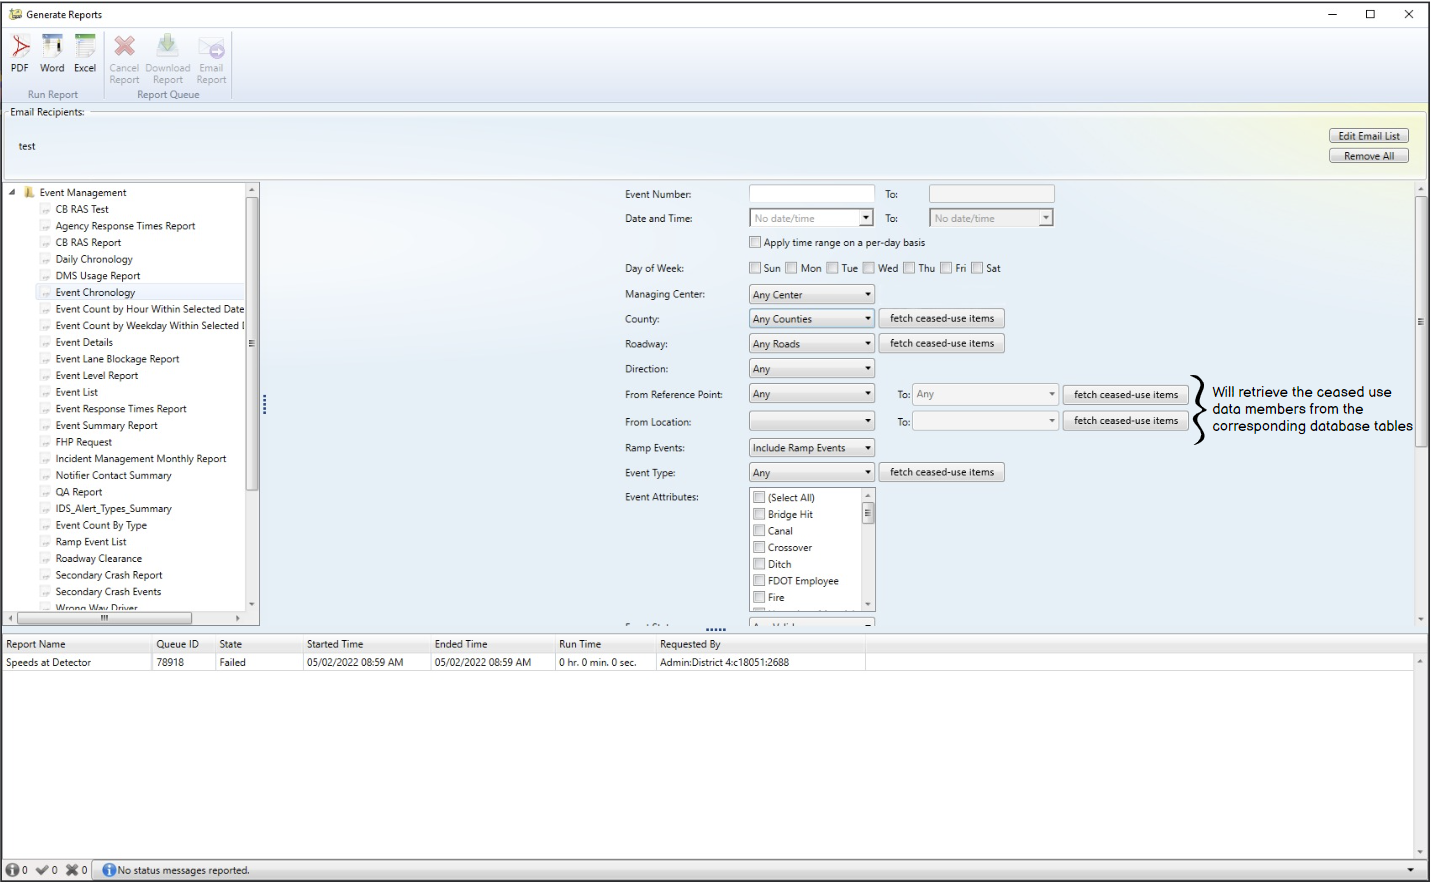 Generate Reports
PDF Word Excel Cancel Report Download Report Email Report
Run Report Report Queue
Email Recipients:
test
Edit Email List
Remove All
Event Management
CB RAS Test
Agency Response Times Report
CB RAS Report
Daily Chronology
DMS Usage Report
Event Chronology
Event Count by Hour Within Selected Date
Event Count by Weekday Within Selected
Event Details
Event Lane Blockage Report
Event Level Report
Event List
Event Response Times Report
Event Summary Report
FHP Request
Incident Management Monthly Report
Notifier Contact Summary
QA Report
IDS_Alert_Types_Summary
Event Count By Type
Ramp Event List
Roadway Clearance
Secondary Crash Report
Secondary Crash Events
Wrong Way Driver
Event Number: To:
Date and Time: No date/time To: No date/time
Apply time range on a per-day basis
Day of Week: Sun Mon Tue Wed Thu Fri Sat
Managing Center: Any Center
County: Any Counties fetch ceased-use items
Roadway: Any Roads fetch ceased-use items
Direction: Any
From Reference Point: Any To: Any fetch ceased-use items
From Location: To: fetch ceased-use items
Will retrieve the ceased use
data members from the
corresponding database tables
Ramp Events: Include Ramp Events
Event Type: Any fetch ceased-use items
Event Attributes: (Select All)
Bridge Hit
Canal
Crossover
Ditch
FDOT Employee
Fire
Report Name Queue ID State Started Time Ended Time Run Time Requested By
Speeds at Detector 78918 Failed 05/02/2022 08:59 AM 05/02/2022 08:59 AM 0 hr. 0 min. 0 sec. Admin:District 4:c18051:2688
0 0 0 No status messages reported.